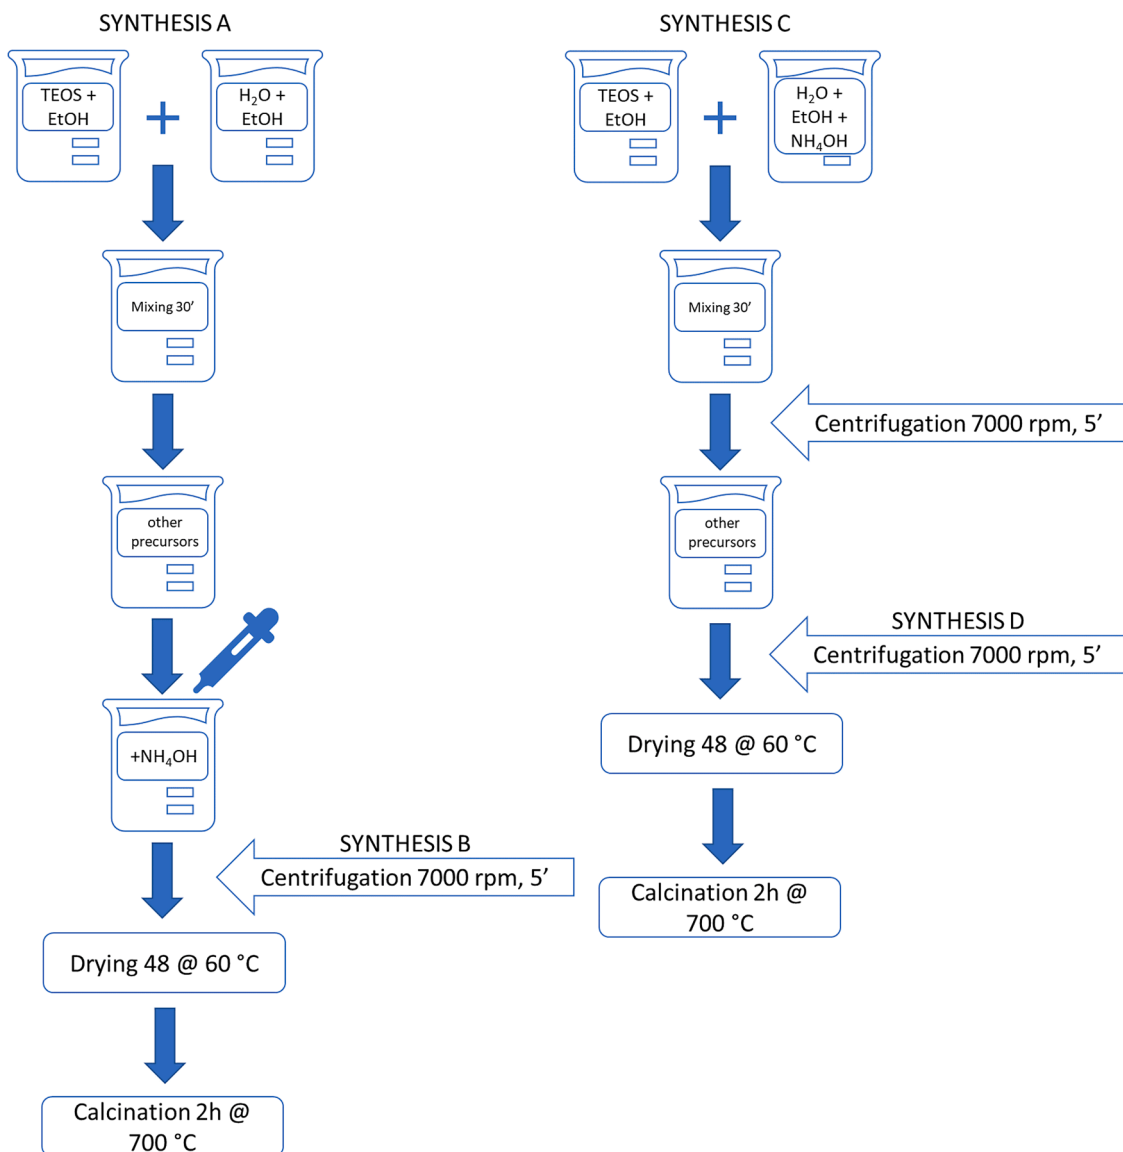 SYNTHESIS A
TEOS +
EtOH
H₂O +
EtOH
Mixing 30’
other
precursors
+NH₄OH
SYNTHESIS B
Centrifugation 7000 rpm, 5’
Drying 48 @ 60 °C
Calcination 2h @
700 °C
SYNTHESIS C
TEOS +
EtOH
H₂O +
EtOH +
NH₄OH
Mixing 30’
Centrifugation 7000 rpm, 5’
other
precursors
SYNTHESIS D
Centrifugation 7000 rpm, 5’
Drying 48 @ 60 °C
Calcination 2h @
700 °C